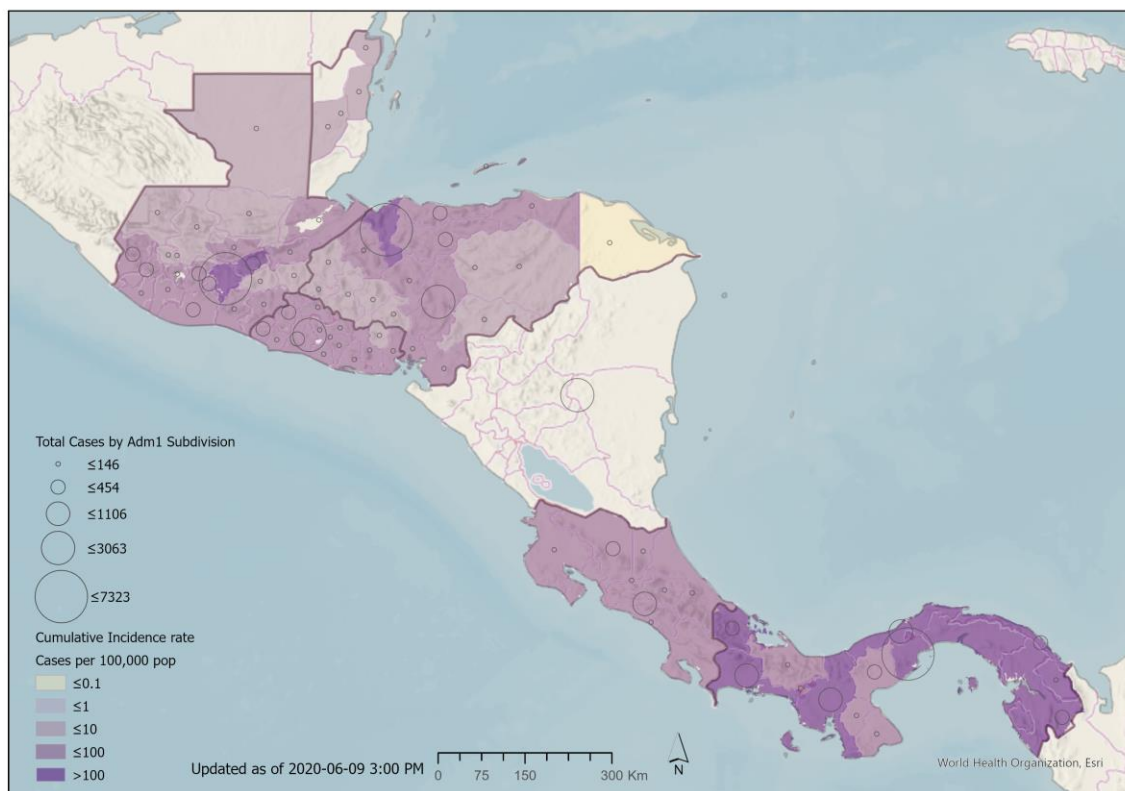 Total Cases by Adm1 Subdivision
≤146
≤454
≤1106
≤3063
≤7323
Cumulative Incidence rate
Cases per 100,000 pop
≤0.1
≤1
≤10
≤100
>100
Updated as of 2020-06-09 3:00 PM
0 75 150 300 Km
N
World Health Organization, Esri